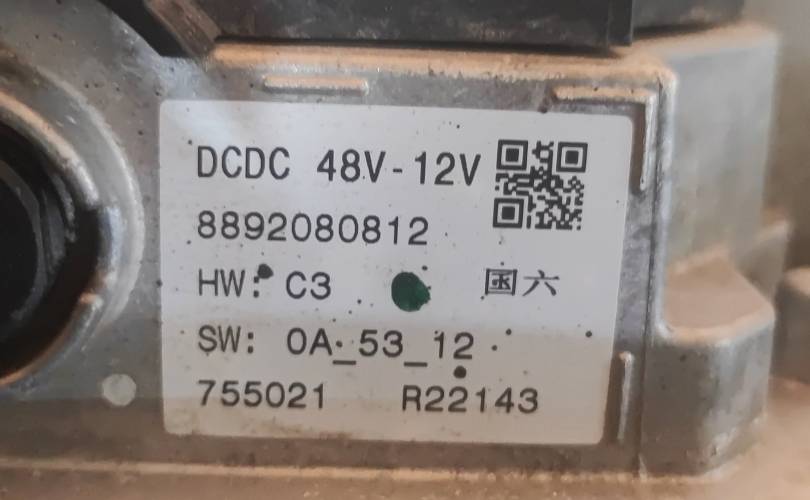 DCDC 48V-12V
8892080812
HW: C3 国六
SW: 0A_53_12
755021 R22143